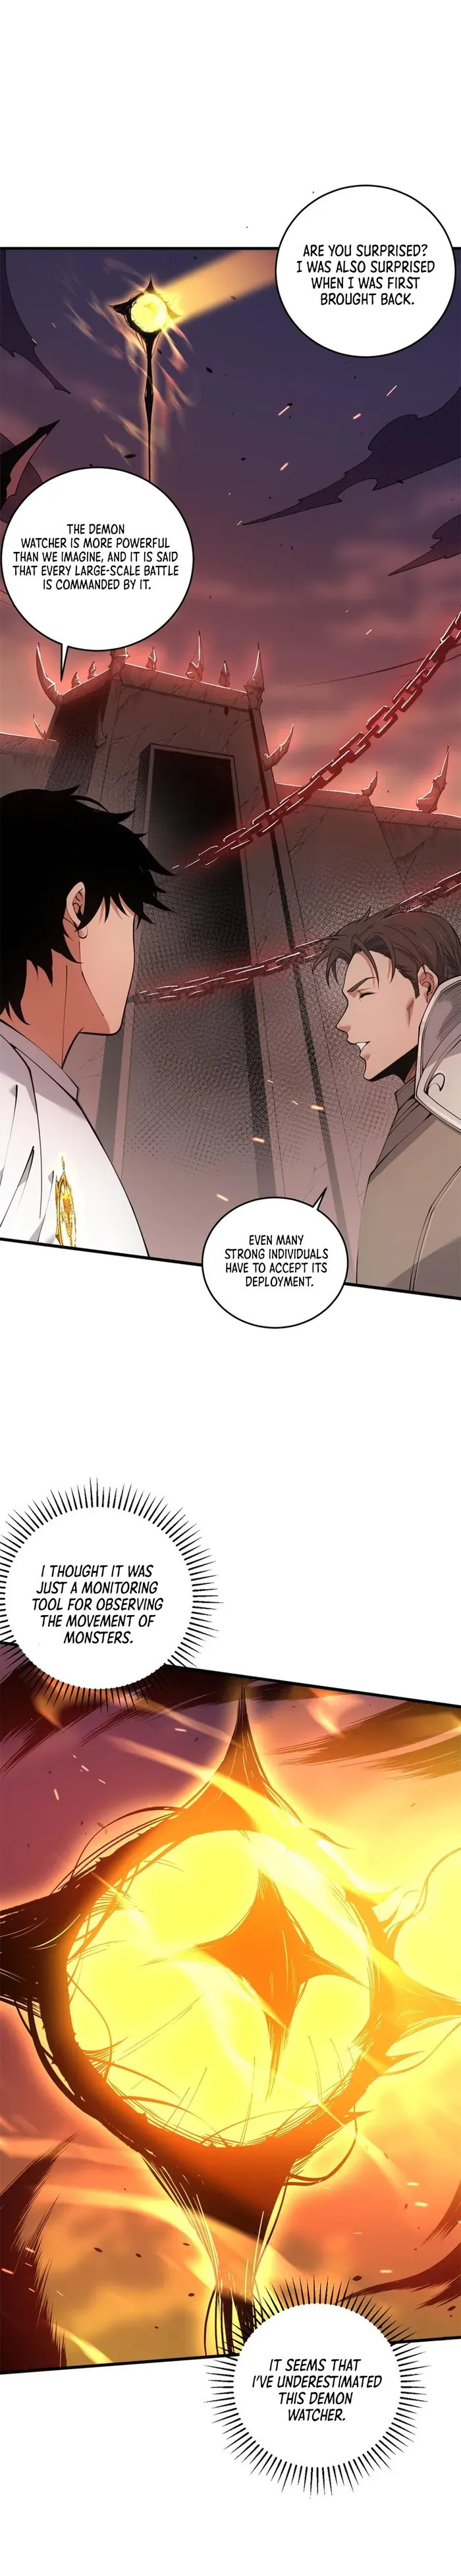 ARE YOU SURPRISED?
I WAS ALSO SURPRISED
WHEN I WAS FIRST
BROUGHT BACK.
THE DEMON
WATCHER IS MORE POWERFUL
THAN WE IMAGINE, AND IT IS SAID
THAT EVERY LARGE-SCALE BATTLE
IS COMMANDED BY IT.
EVEN MANY
STRONG INDIVIDUALS
HAVE TO ACCEPT ITS
DEPLOYMENT.
I THOUGHT IT WAS
JUST A MONITORING
TOOL FOR OBSERVING
THE MOVEMENT OF
MONSTERS.
IT SEEMS THAT
I'VE UNDERESTIMATED
THIS DEMON
WATCHER.